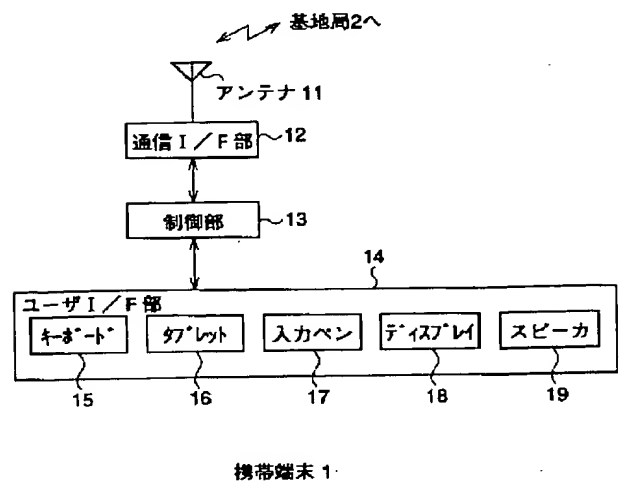 基地局2へ
アンテナ 11
通信I/F部 12
制御部 13
14
ユーザI/F部
キーボード タブレット 入力ペン ディスプレイ スピーカ
15 16 17 18 19
携帯端末 1